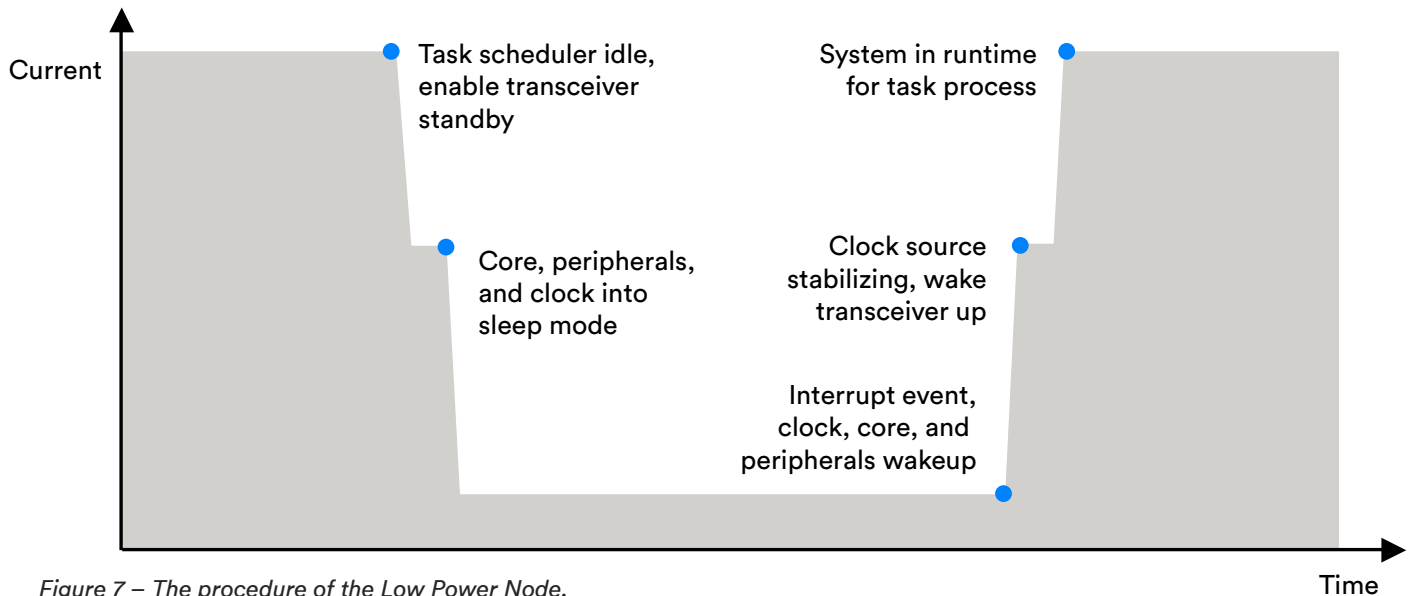 Current
Task scheduler idle,
enable transceiver
standby
System in runtime
for task process
Core, peripherals,
and clock into
sleep mode
Clock source
stabilizing, wake
transceiver up
Interrupt event,
clock, core, and
peripherals wakeup
Time
Figure 7 – The procedure of the Low Power Node.